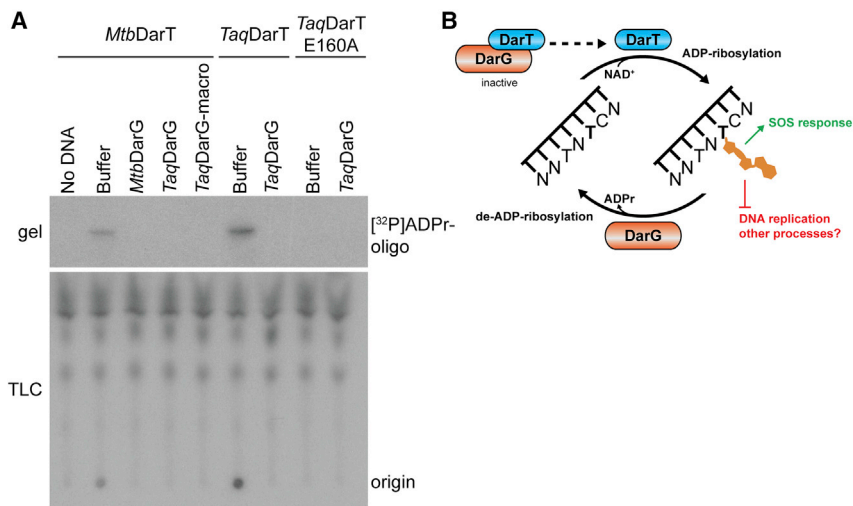 A
MtbDarT
TaqDarT
TaqDarT
E160A
No DNA
Buffer
MtbDarG
TaqDarG
TaqDarG-macro
Buffer
TaqDarG
Buffer
TaqDarG
gel
[³²P]ADPr-
oligo
TLC
origin
B
DarT
DarG
inactive
DarT
ADP-ribosylation
NAD⁺
N N T N T C N
N N T N T C N
SOS response
DNA replication
other processes?
ADPr
de-ADP-ribosylation
DarG